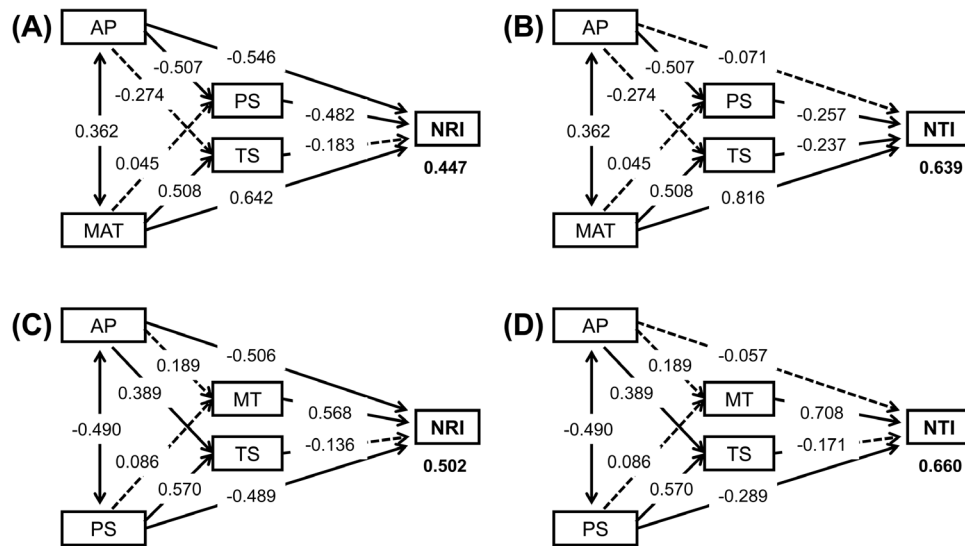 (A)
AP
-0.546
-0.507
-0.274
PS
-0.482
0.362
NRI
TS
-0.183
0.447
0.045
0.508
0.642
MAT
(B)
AP
-0.071
-0.507
-0.274
PS
-0.257
0.362
NTI
TS
-0.237
0.639
0.045
0.508
0.816
MAT
(C)
AP
-0.506
0.189
0.389
MT
0.568
-0.490
NRI
TS
-0.136
0.502
0.086
0.570
-0.489
PS
(D)
AP
-0.057
0.189
0.389
MT
0.708
-0.490
NTI
TS
-0.171
0.660
0.086
0.570
-0.289
PS